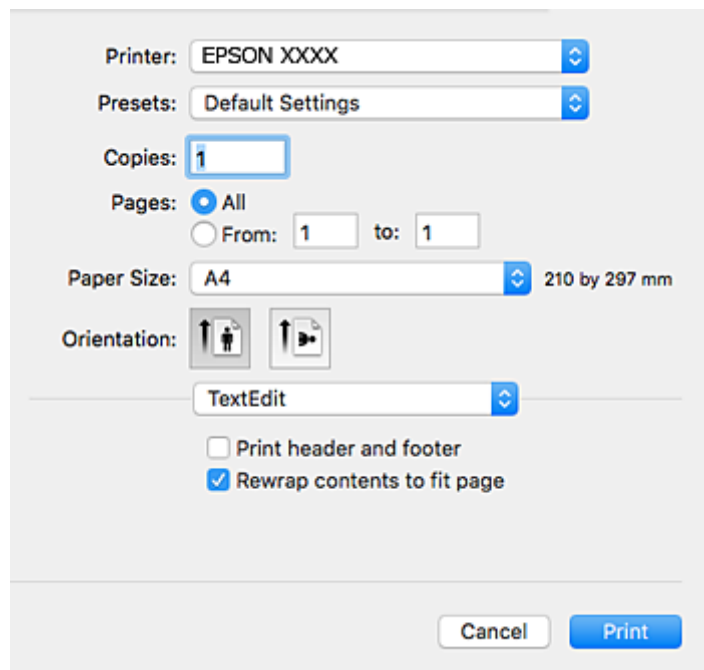 Printer: EPSON XXXX
Presets: Default Settings
Copies: 1
Pages: All
From: 1 to: 1
Paper Size: A4 210 by 297 mm
Orientation:
TextEdit
Print header and footer
Rewrap contents to fit page
Cancel Print